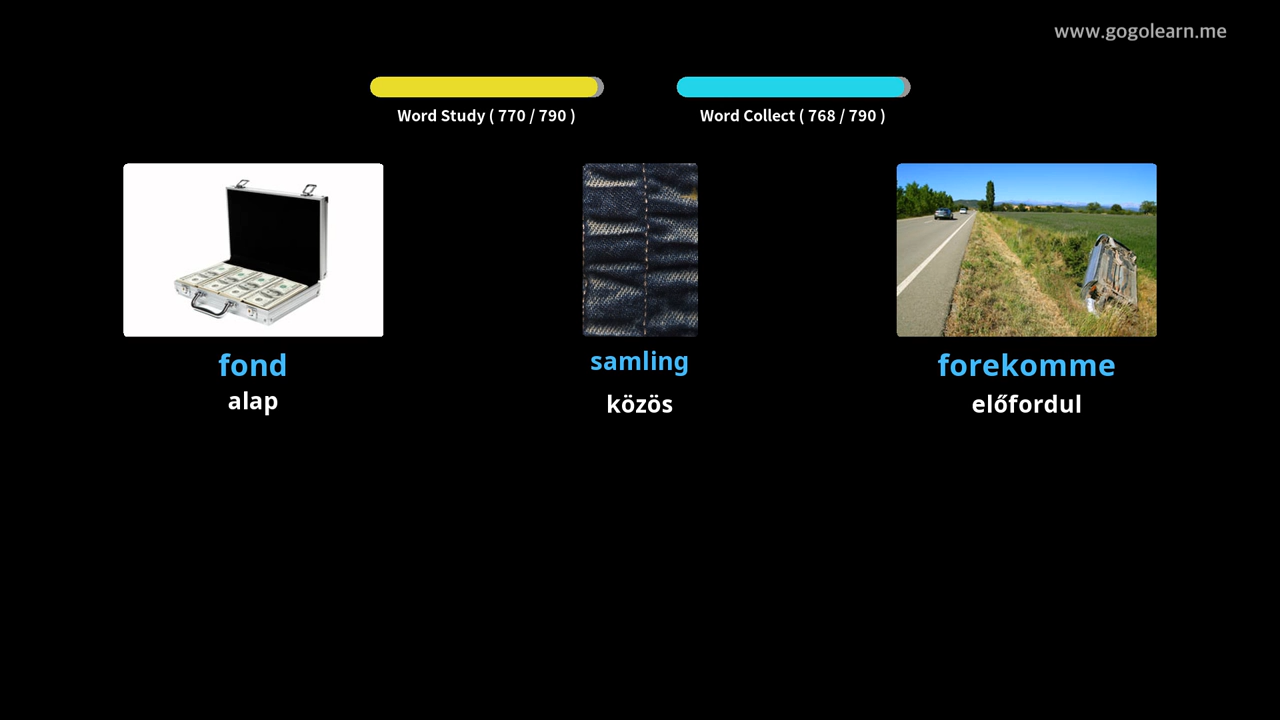 www.gogolearn.me
Word Study ( 770 / 790 )
Word Collect ( 768 / 790 )
fond
alap
samling
közös
forekomme
előfordul